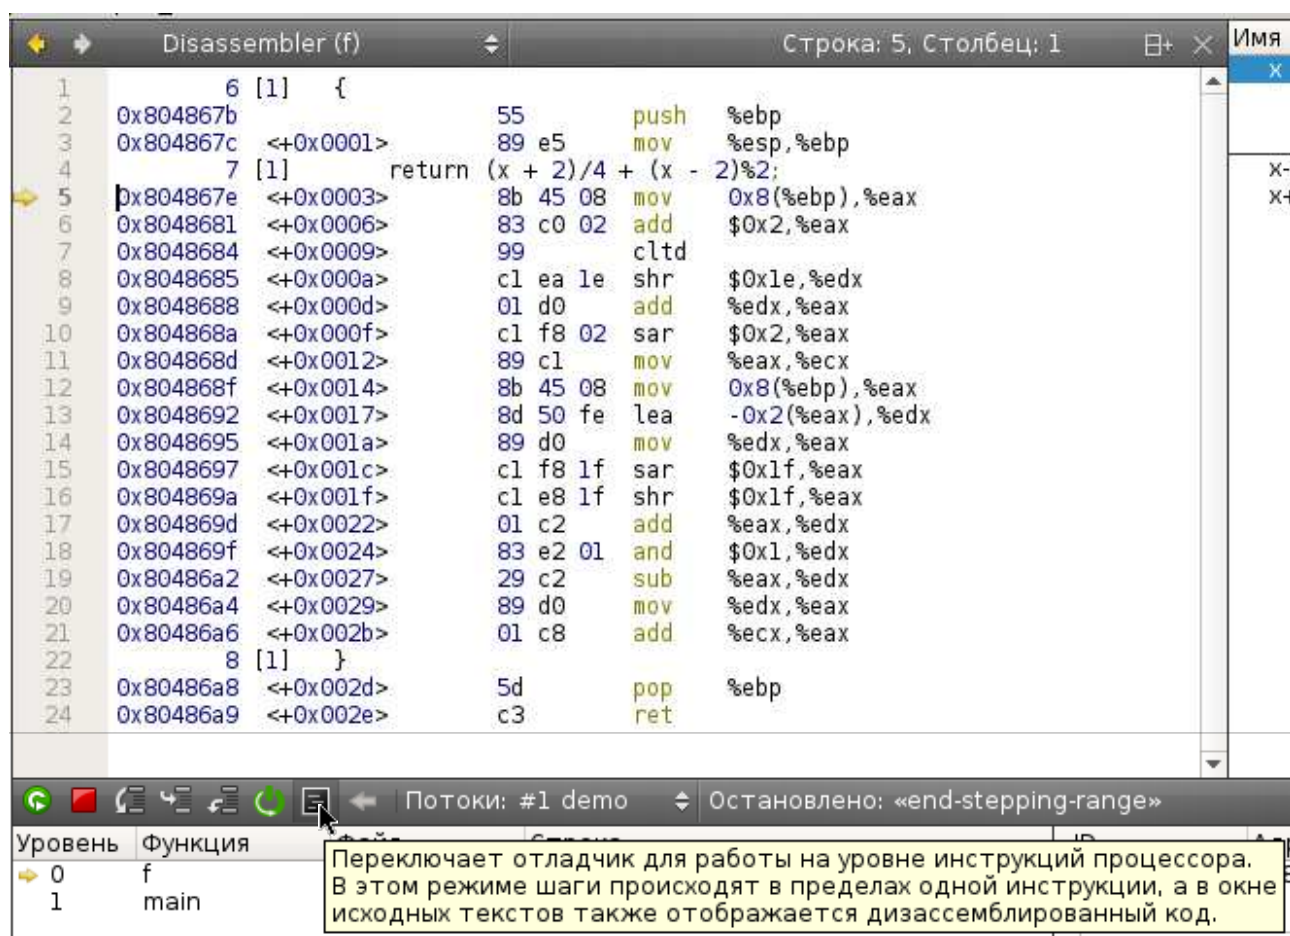 Disassembler (f) Строка: 5, Столбец: 1 Имя
x
1 6 [1] {
2 0x804867b 55 push %ebp
3 0x804867c <+0x0001> 89 e5 mov %esp,%ebp
4 7 [1] return (x + 2)/4 + (x - 2)%2; x-
5 0x804867e <+0x0003> 8b 45 08 mov 0x8(%ebp),%eax x+
6 0x8048681 <+0x0006> 83 c0 02 add $0x2,%eax
7 0x8048684 <+0x0009> 99 cltd
8 0x8048685 <+0x000a> c1 ea 1e shr $0x1e,%edx
9 0x8048688 <+0x000d> 01 d0 add %edx,%eax
10 0x804868a <+0x000f> c1 f8 02 sar $0x2,%eax
11 0x804868d <+0x0012> 89 c1 mov %eax,%ecx
12 0x804868f <+0x0014> 8b 45 08 mov 0x8(%ebp),%eax
13 0x8048692 <+0x0017> 8d 50 fe lea -0x2(%eax),%edx
14 0x8048695 <+0x001a> 89 d0 mov %edx,%eax
15 0x8048697 <+0x001c> c1 f8 1f sar $0x1f,%eax
16 0x804869a <+0x001f> c1 e8 1f shr $0x1f,%eax
17 0x804869d <+0x0022> 01 c2 add %eax,%edx
18 0x804869f <+0x0024> 83 e2 01 and $0x1,%edx
19 0x80486a2 <+0x0027> 29 c2 sub %eax,%edx
20 0x80486a4 <+0x0029> 89 d0 mov %edx,%eax
21 0x80486a6 <+0x002b> 01 c8 add %ecx,%eax
22 8 [1] }
23 0x80486a8 <+0x002d> 5d pop %ebp
24 0x80486a9 <+0x002e> c3 ret
Потоки: #1 demo Остановлено: «end-stepping-range»
Уровень Функция
0 f
1 main
Переключает отладчик для работы на уровне инструкций процессора.
В этом режиме шаги происходят в пределах одной инструкции, а в окне
исходных текстов также отображается дизассемблированный код.